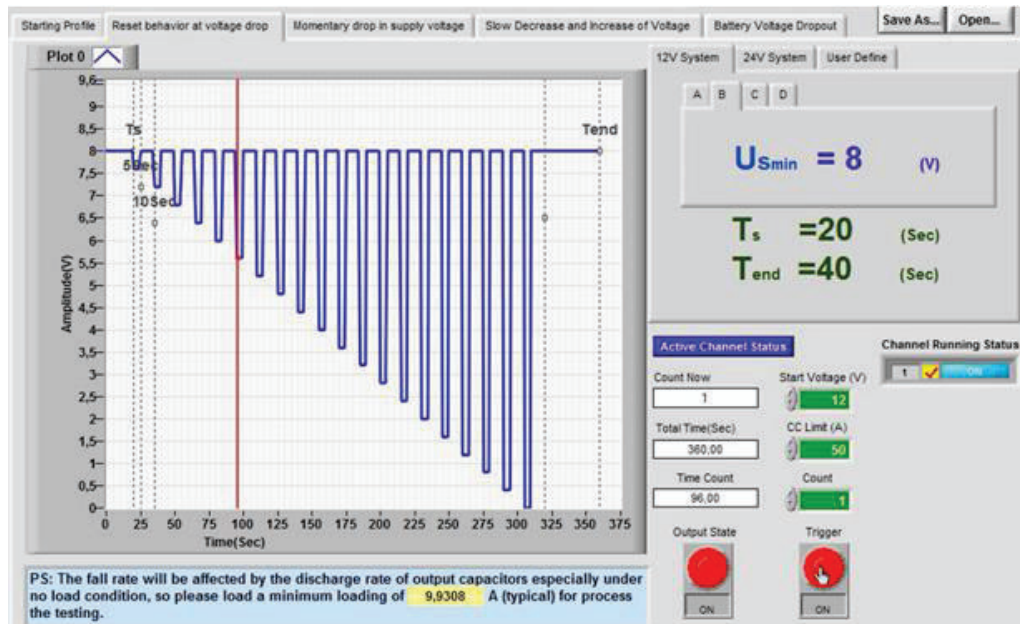 Starting Profile
Reset behavior at voltage drop
Momentary drop in supply voltage
Slow Decrease and Increase of Voltage
Battery Voltage Dropout
Save As...
Open...
Plot 0
9,6
9
8,5
8
7,5
7
6,5
6
5,5
5
4,5
4
3,5
3
2,5
2
1,5
1
0,5
0
Amplitude(V)
Ts
5Sec
10Sec
Tend
0 25 50 75 100 125 150 175 200 225 250 275 300 325 350 375
Time(Sec)
PS: The fall rate will be affected by the discharge rate of output capacitors especially under
no load condition, so please load a minimum loading of 9,9308 A (typical) for process
the testing.
12V System
24V System
User Define
A B C D
USmin = 8 (V)
Ts =20 (Sec)
Tend =40 (Sec)
Active Channel Status
Channel Running Status
1 ON
Count Now
1
Start Voltage (V)
12
Total Time(Sec)
360,00
CC Limit (A)
50
Time Count
96,00
Count
1
Output State
ON
Trigger
ON